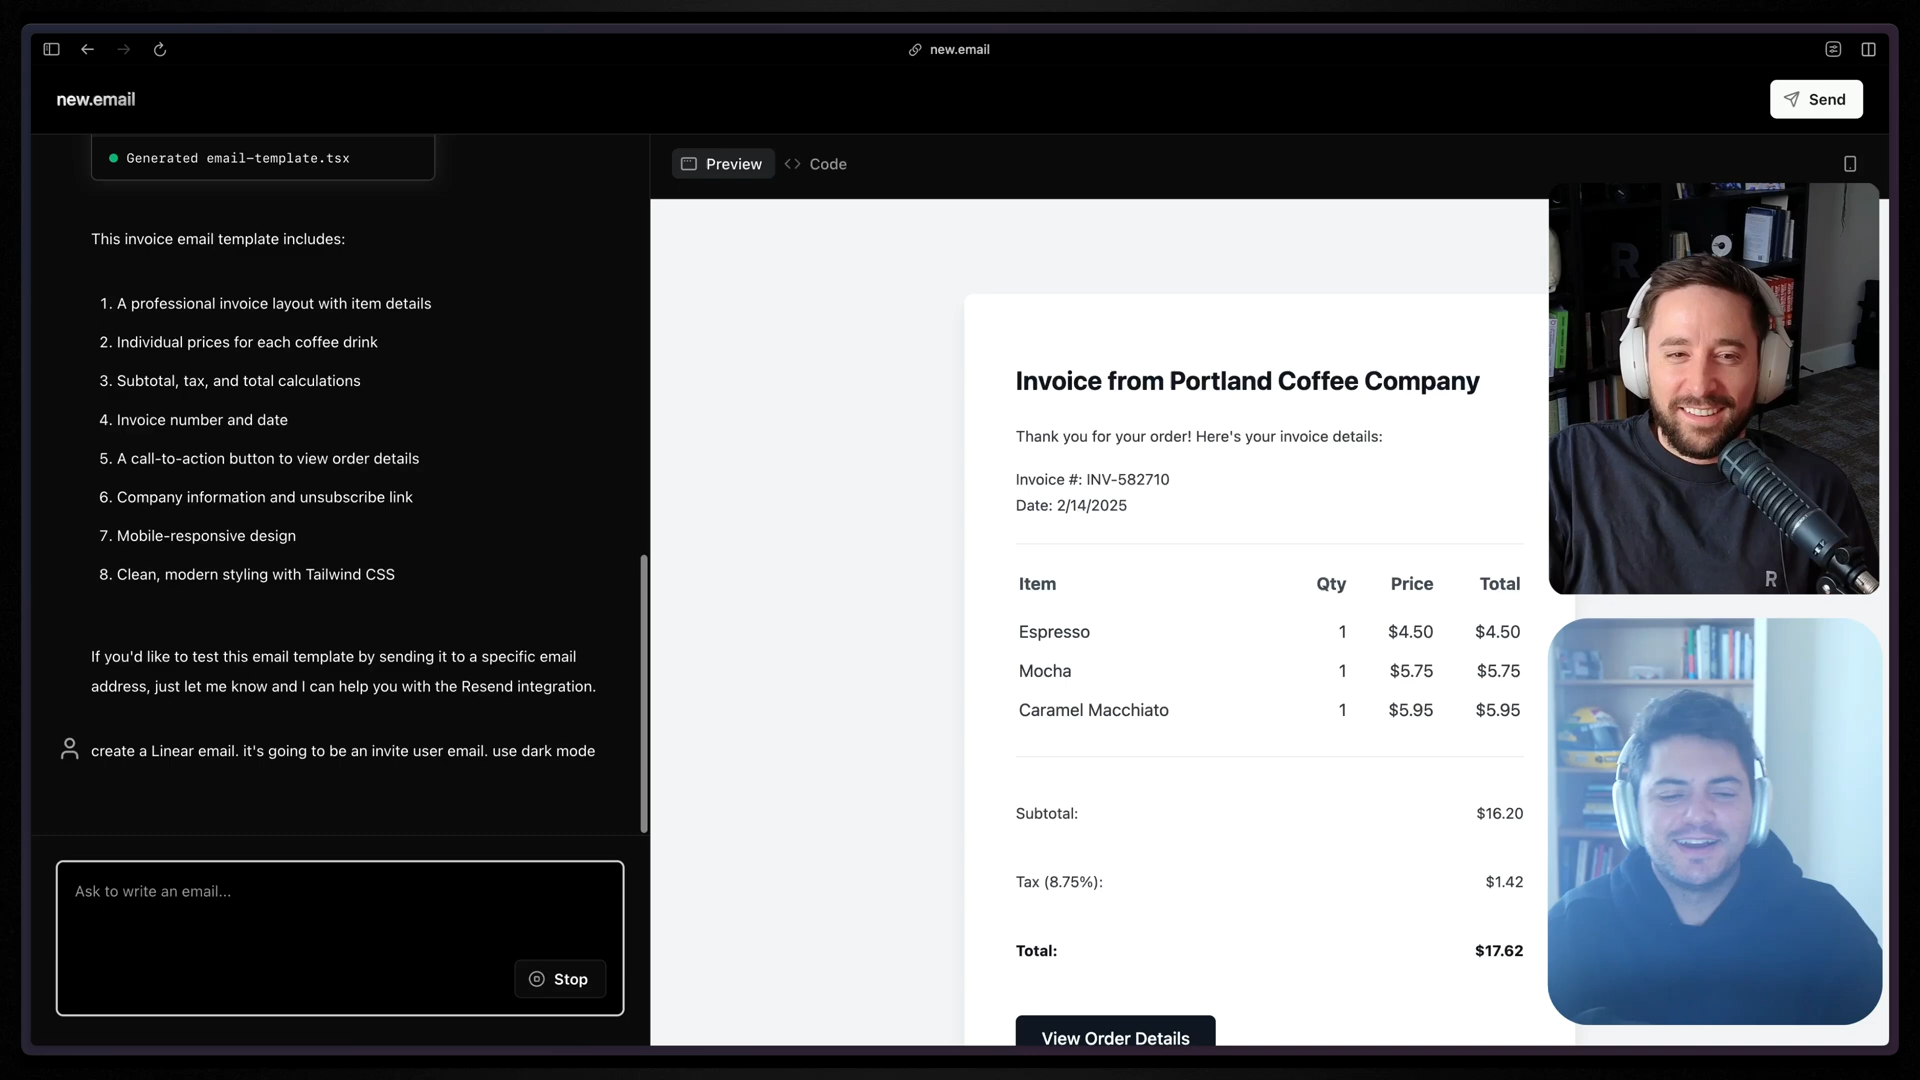 new.email
new.email
Send
Generated email-template.tsx
This invoice email template includes:
1. A professional invoice layout with item details
2. Individual prices for each coffee drink
3. Subtotal, tax, and total calculations
4. Invoice number and date
5. A call-to-action button to view order details
6. Company information and unsubscribe link
7. Mobile-responsive design
8. Clean, modern styling with Tailwind CSS
If you'd like to test this email template by sending it to a specific email
address, just let me know and I can help you with the Resend integration.
create a Linear email. it's going to be an invite user email. use dark mode
Ask to write an email...
Stop
Preview
Code
Invoice from Portland Coffee Company
Thank you for your order! Here's your invoice details:
Invoice #: INV-582710
Date: 2/14/2025
Item Qty Price Total
Espresso 1 $4.50 $4.50
Mocha 1 $5.75 $5.75
Caramel Macchiato 1 $5.95 $5.95
Subtotal: $16.20
Tax (8.75%): $1.42
Total: $17.62
View Order Details
R
R